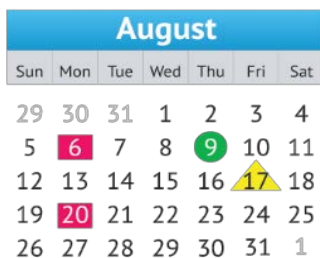 August
Sun Mon Tue Wed Thu Fri Sat
29 30 31 1 2 3 4
5 6 7 8 9 10 11
12 13 14 15 16 17 18
19 20 21 22 23 24 25
26 27 28 29 30 31 1